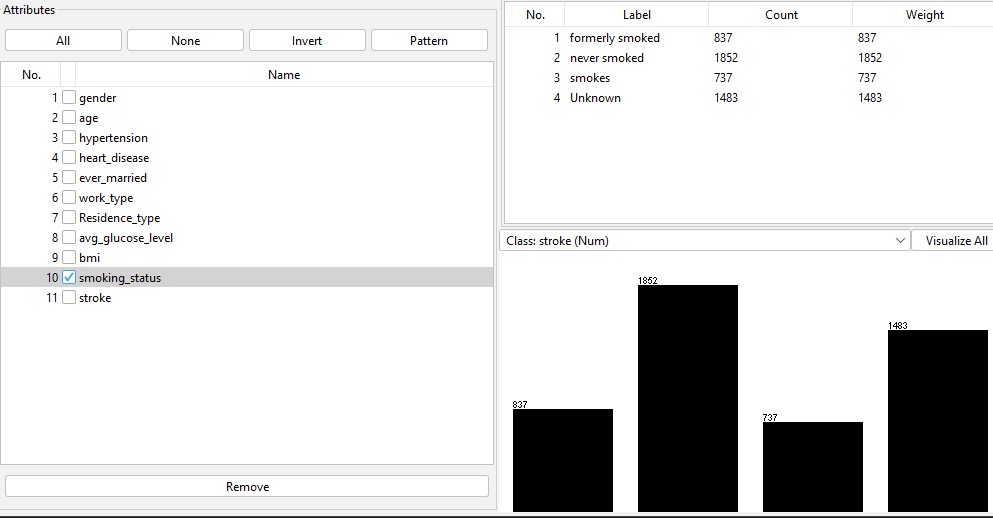 Attributes
All None Invert Pattern
No. Name
1 gender
2 age
3 hypertension
4 heart_disease
5 ever_married
6 work_type
7 Residence_type
8 avg_glucose_level
9 bmi
10 smoking_status
11 stroke
Remove
No. Label Count Weight
1 formerly smoked 837 837
2 never smoked 1852 1852
3 smokes 737 737
4 Unknown 1483 1483
Class: stroke (Num) Visualize All
837
1852
737
1483